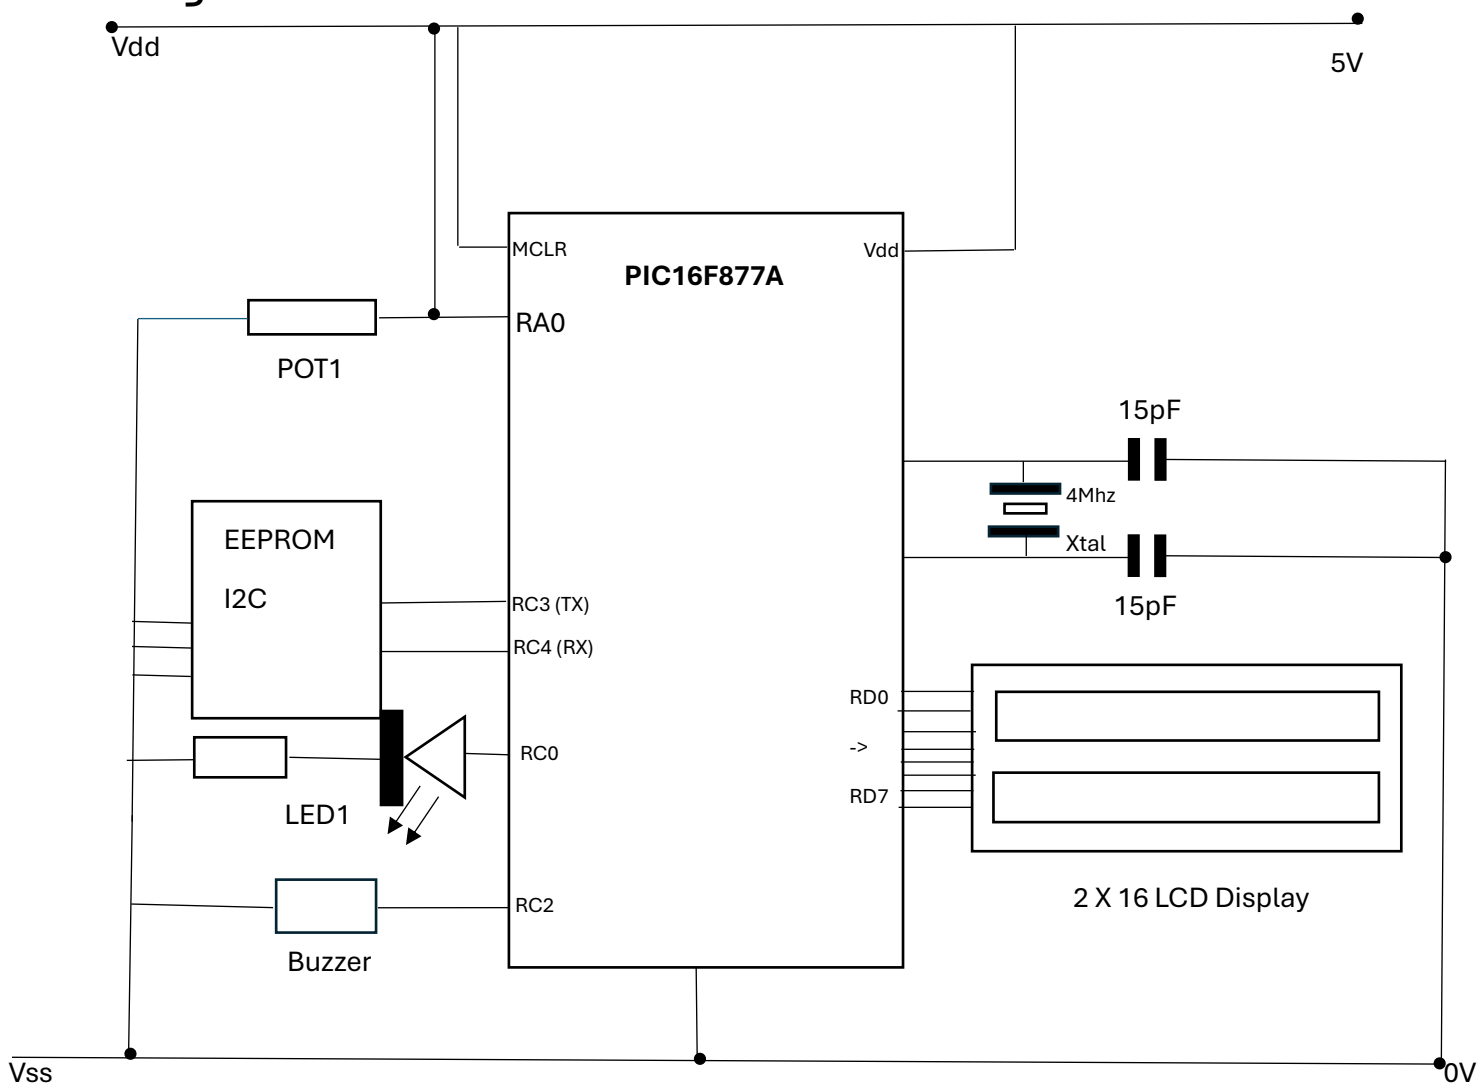 Vdd
5V
MCLR
Vdd
PIC16F877A
RA0
POT1
15pF
4Mhz
Xtal
15pF
EEPROM
I2C
RC3 (TX)
RC4 (RX)
RD0
->
RD7
RC0
LED1
2 X 16 LCD Display
RC2
Buzzer
Vss
0V